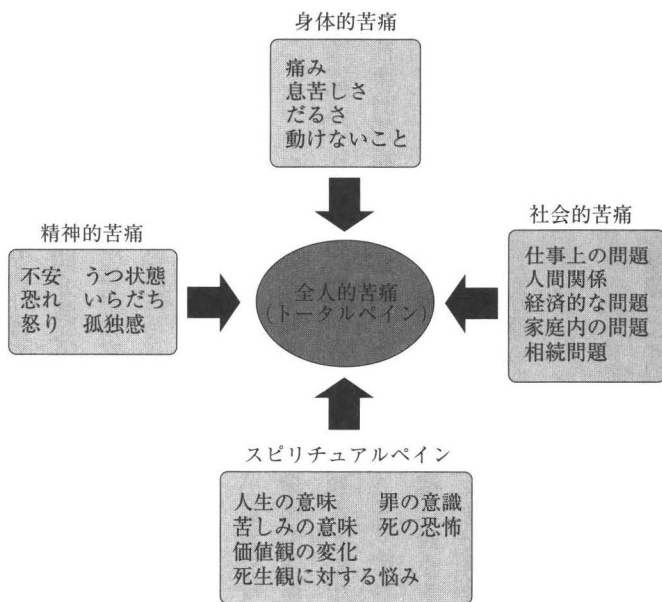 身体的苦痛
痛み
息苦しさ
だるさ
動けないこと
精神的苦痛
不安 うつ状態
恐れ いらだち
怒り 孤独感
全人的苦痛
(トータルペイン)
社会的苦痛
仕事上の問題
人間関係
経済的な問題
家庭内の問題
相続問題
スピリチュアルペイン
人生の意味 罪の意識
苦しみの意味 死の恐怖
価値観の変化
死生観に対する悩み